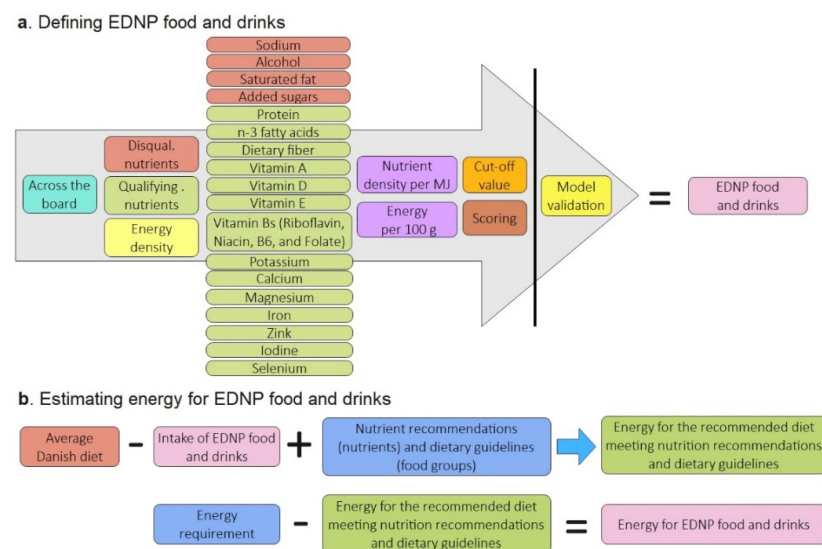 a. Defining EDNP food and drinks
Sodium
Alcohol
Saturated fat
Added sugars
Protein
n-3 fatty acids
Dietary fiber
Vitamin A
Vitamin D
Vitamin E
Vitamin Bs (Riboflavin,
Niacin, B6, and Folate)
Potassium
Calcium
Magnesium
Iron
Zink
Iodine
Selenium
Across the
board
Disqual.
nutrients
Qualifying .
nutrients
Energy
density
Nutrient
density per MJ
Energy
per 100 g
Cut-off
value
Scoring
Model
validation
=
EDNP food
and drinks
b. Estimating energy for EDNP food and drinks
Average
Danish diet
-
Intake of EDNP food
and drinks
+
Nutrient recommendations
(nutrients) and dietary guidelines
(food groups)
Energy for the recommended diet
meeting nutrition recommendations
and dietary guidelines
Energy
requirement
-
Energy for the recommended diet
meeting nutrition recommendations
and dietary guidelines
=
Energy for EDNP food and drinks